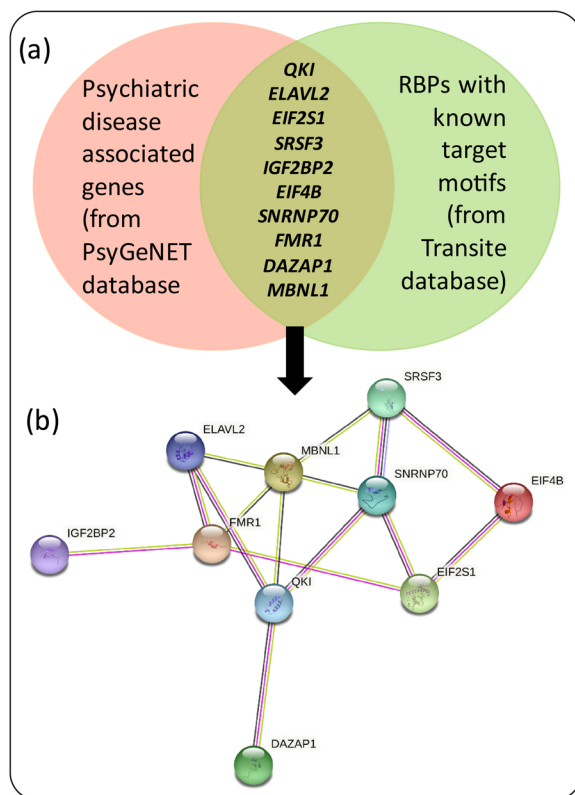 (a)
Psychiatric
disease
associated
genes
(from
PsyGeNET
database
QKI
ELAVL2
EIF2S1
SRSF3
IGF2BP2
EIF4B
SNRNP70
FMR1
DAZAP1
MBNL1
RBPs with
known
target
motifs
(from
Transite
database)
(b)
SRSF3
ELAVL2
MBNL1
SNRNP70
EIF4B
IGF2BP2
FMR1
QKI
EIF2S1
DAZAP1